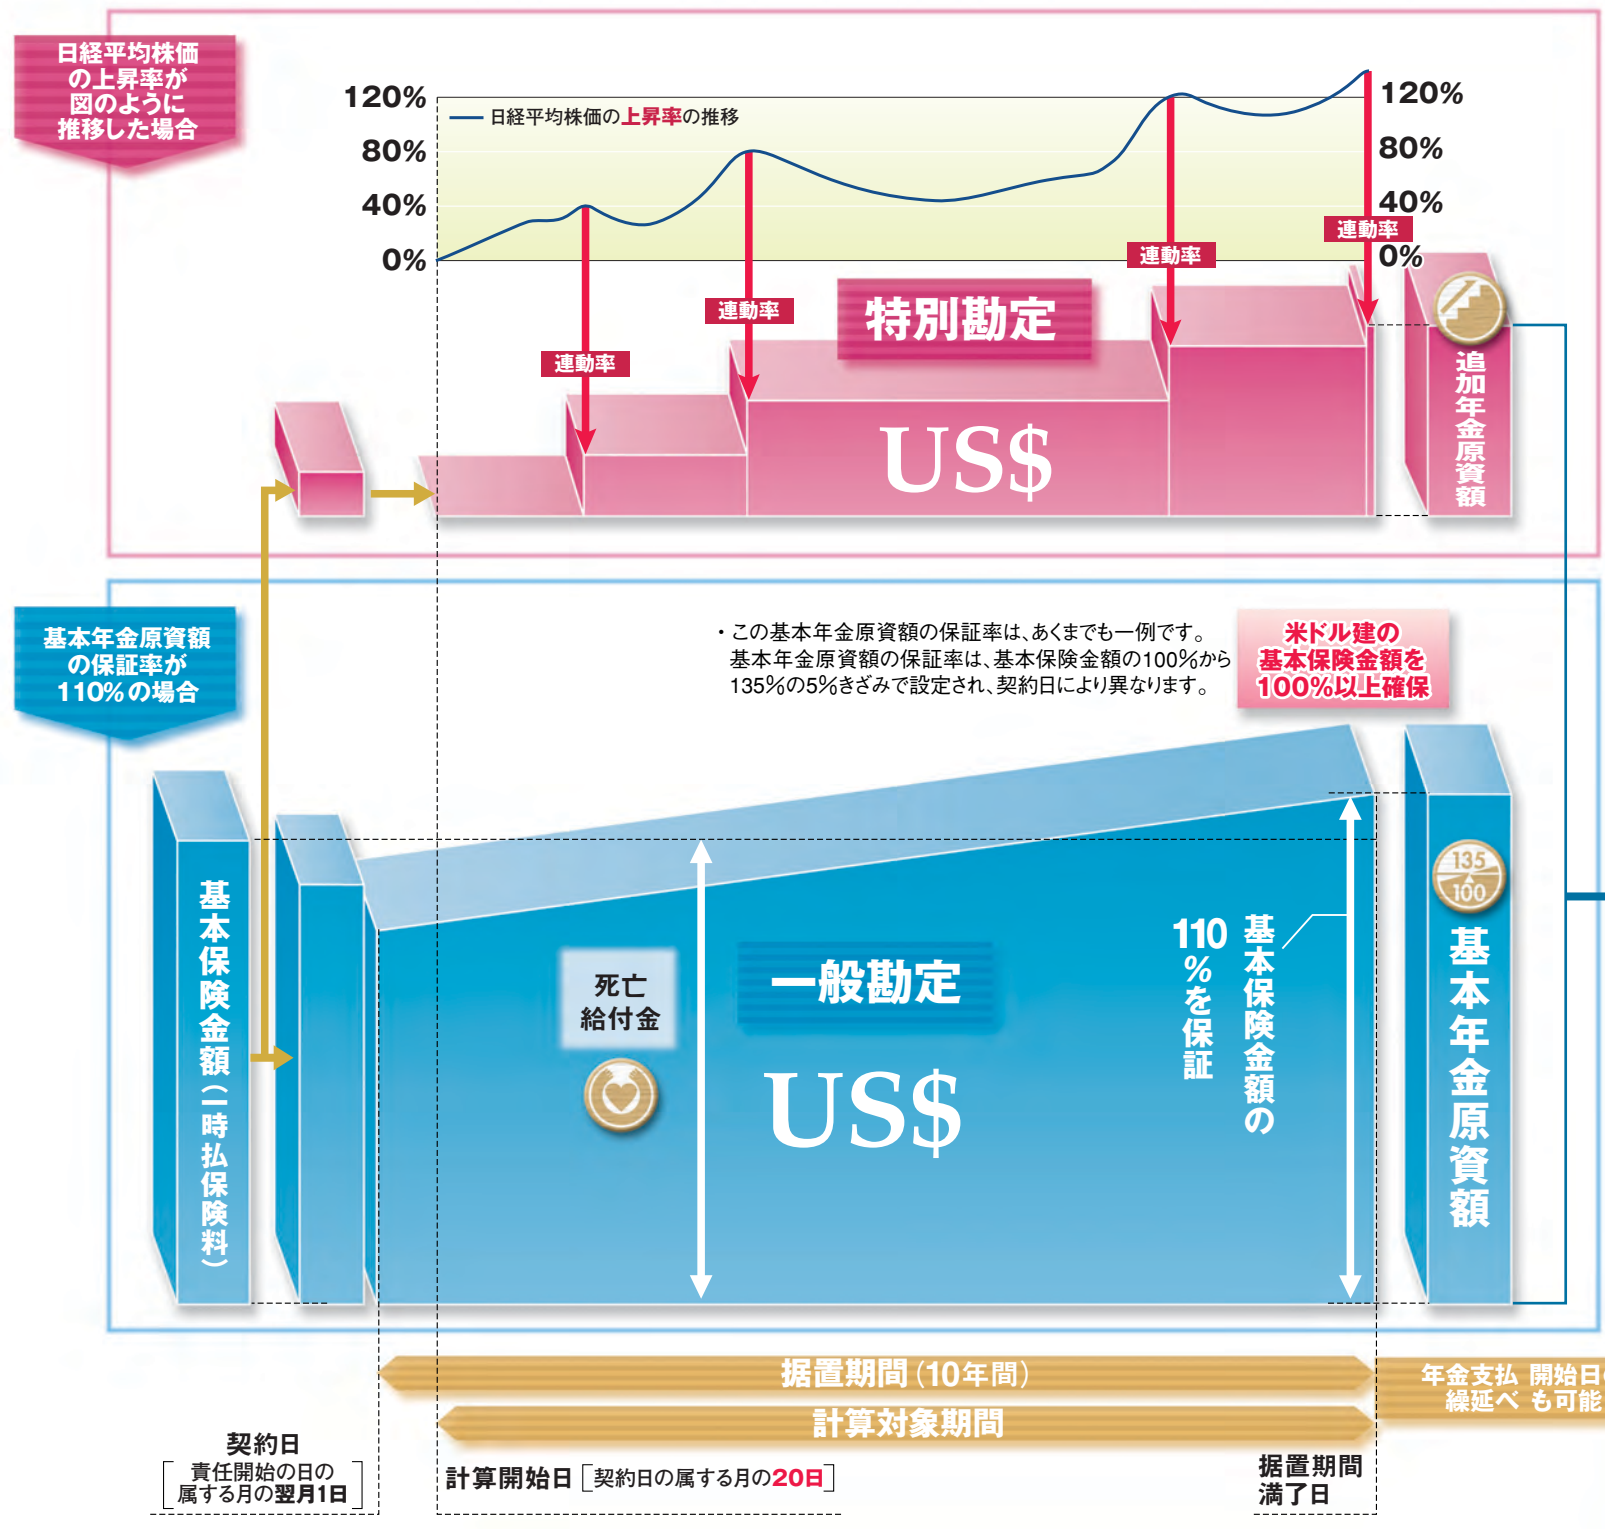 日経平均株価
の上昇率が
図のように
推移した場合
120%
80%
40%
0%
日経平均株価の上昇率の推移
120%
80%
40%
0%
連動率
連動率
連動率
連動率
特別勘定
US$
追加年金原資額
基本年金原資額
の保証率が
110%の場合
・この基本年金原資額の保証率は、あくまでも一例です。
基本年金原資額の保証率は、基本保険金額の100%から
135%の5%きざみで設定され、契約日により異なります。
米ドル建の
基本保険金額を
100%以上確保
基本保険金額(一時払保険料)
死亡
給付金
一般勘定
US$
基本保険金額の
110%を保証
135
100
基本年金原資額
据置期間(10年間)
計算対象期間
年金支払 開始日の
繰延べ も可能
契約日
[責任開始の日の
属する月の翌月1日]
計算開始日[契約日の属する月の20日]
据置期間
満了日